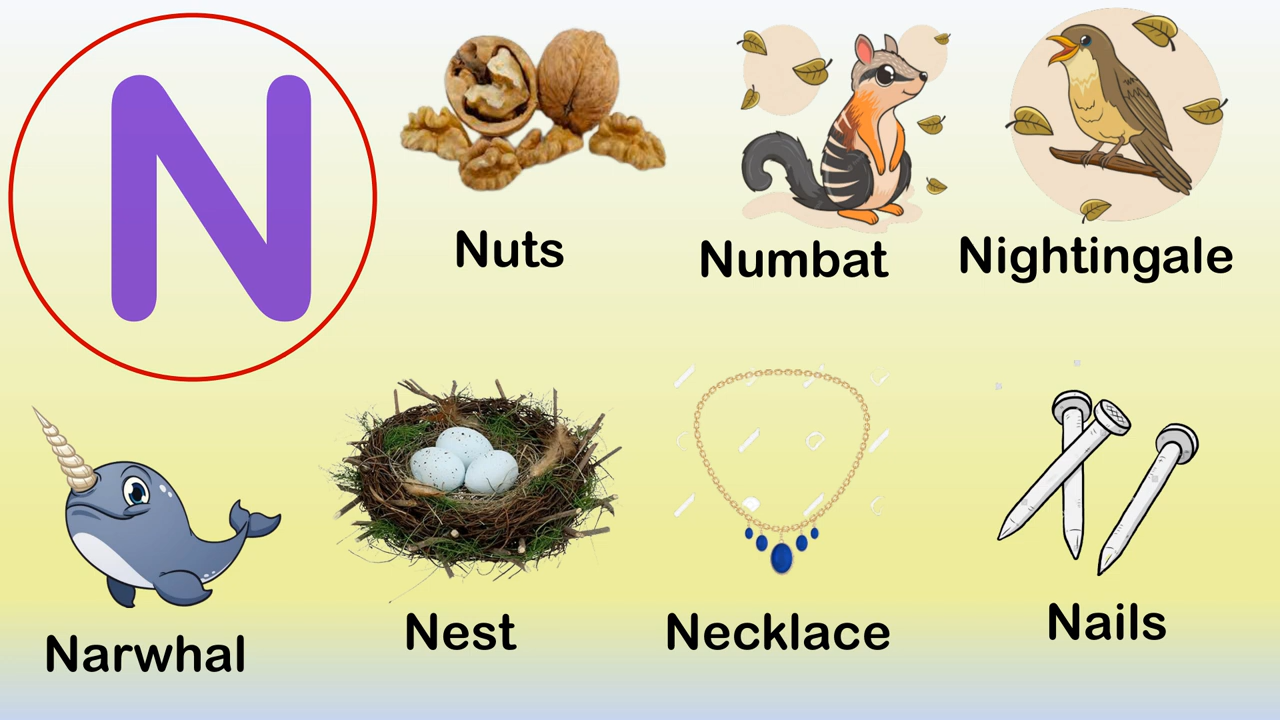 N
Nuts
Numbat
Nightingale
Narwhal
Nest
Necklace
Nails